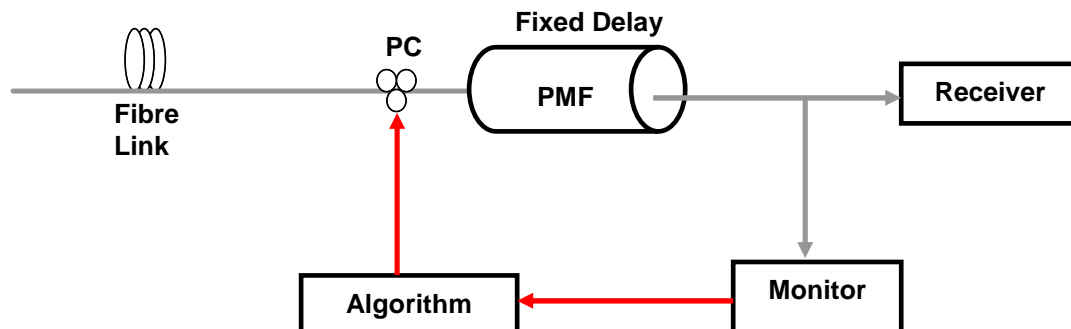 Fixed Delay
PC
PMF
Receiver
Fibre
Link
Algorithm
Monitor